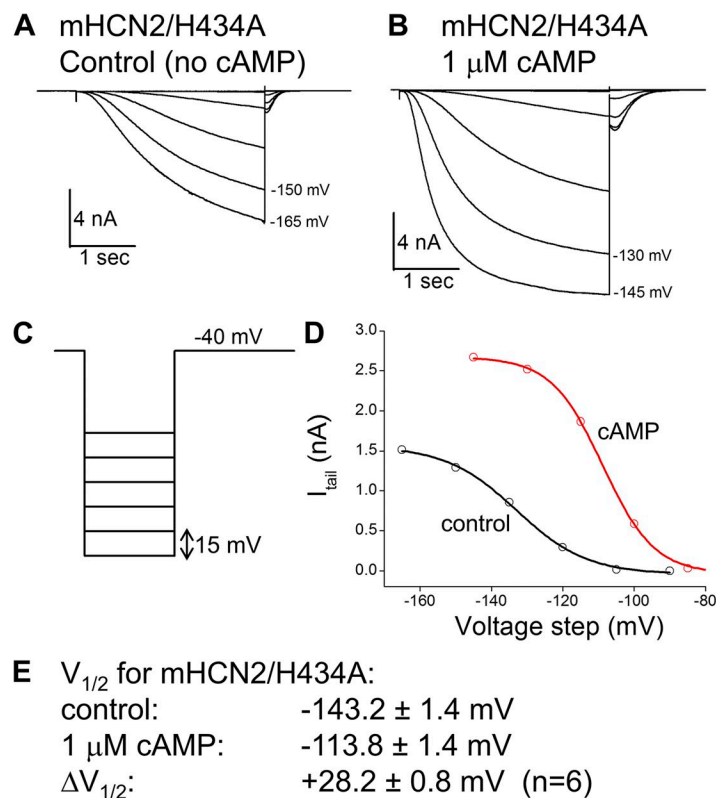 A mHCN2/H434A
Control (no cAMP)
-150 mV
-165 mV
4 nA
1 sec
B mHCN2/H434A
1 μM cAMP
-130 mV
-145 mV
4 nA
1 sec
C
-40 mV
15 mV
D
3.0
2.5
2.0
1.5
1.0
0.5
0.0
I_tail (nA)
cAMP
control
-160 -140 -120 -100 -80
Voltage step (mV)
E V1/2 for mHCN2/H434A:
control: -143.2 ± 1.4 mV
1 μM cAMP: -113.8 ± 1.4 mV
ΔV1/2: +28.2 ± 0.8 mV (n=6)